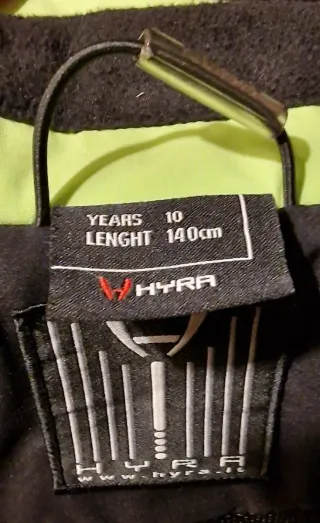 YEARS 10
LENGHT 140cm
HYRA
HYRA
www.hyra.it